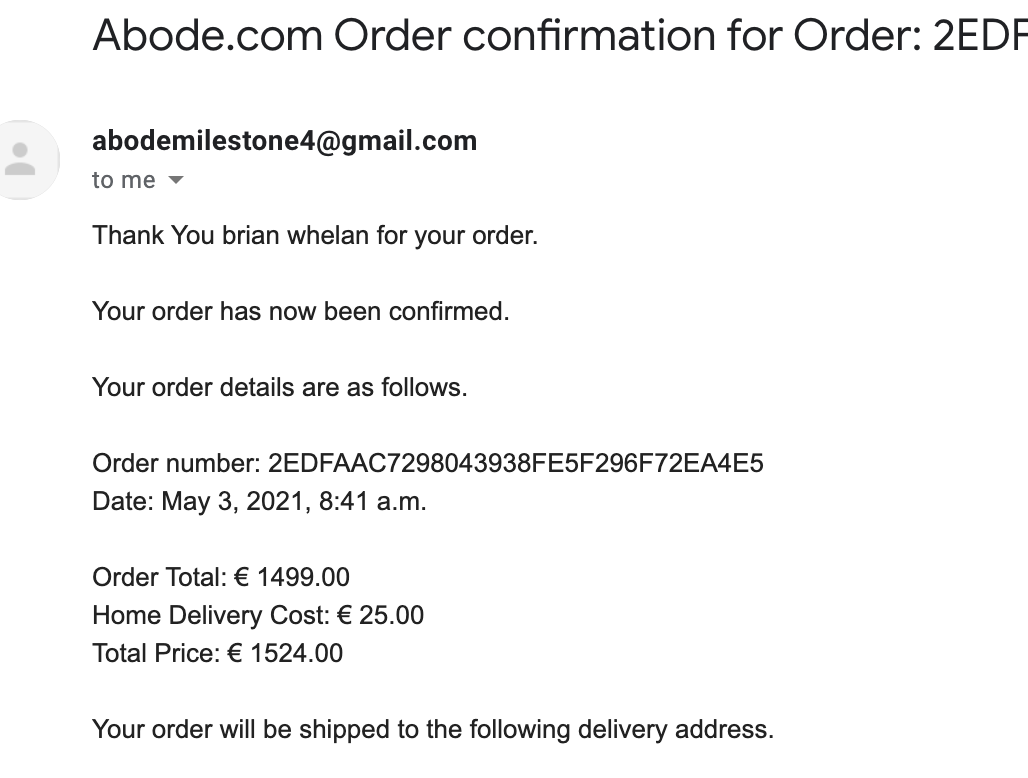 Abode.com Order confirmation for Order: 2EDF
abodemilestone4@gmail.com
to me
Thank You brian whelan for your order.
Your order has now been confirmed.
Your order details are as follows.
Order number: 2EDFAAC7298043938FE5F296F72EA4E5
Date: May 3, 2021, 8:41 a.m.
Order Total: € 1499.00
Home Delivery Cost: € 25.00
Total Price: € 1524.00
Your order will be shipped to the following delivery address.